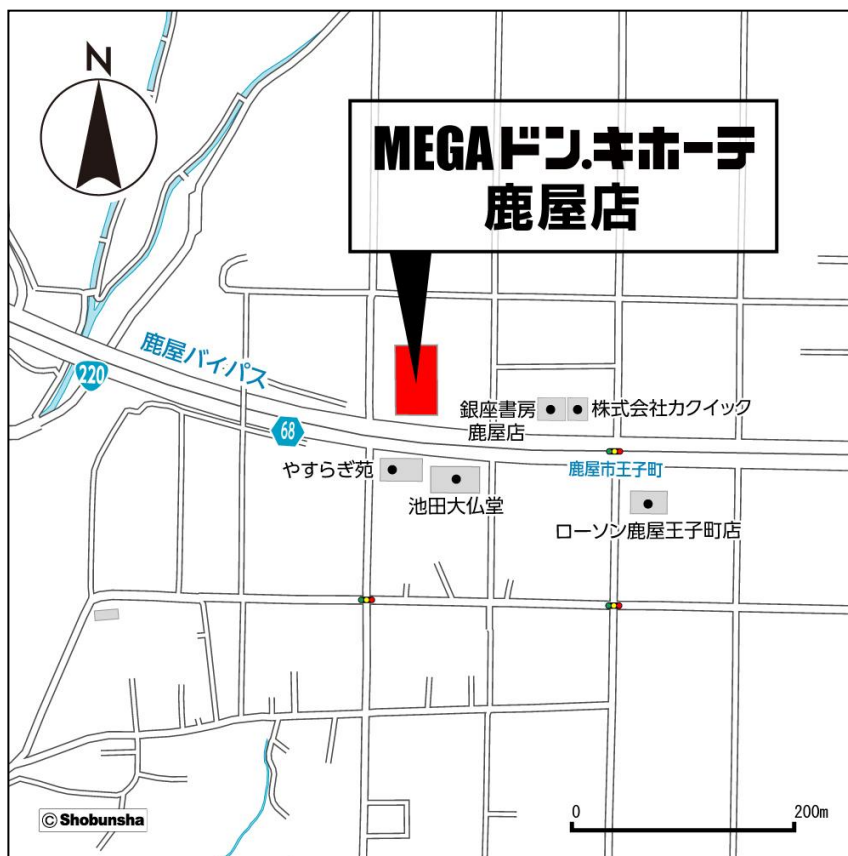 N
MEGAドン.キホーテ
鹿屋店
鹿屋バイパス
220
68
銀座書房
鹿屋店
株式会社カクイックス
やすらぎ苑
池田大仏堂
鹿屋市王子町
ローソン鹿屋王子町店
0 200m
© Shobunsha